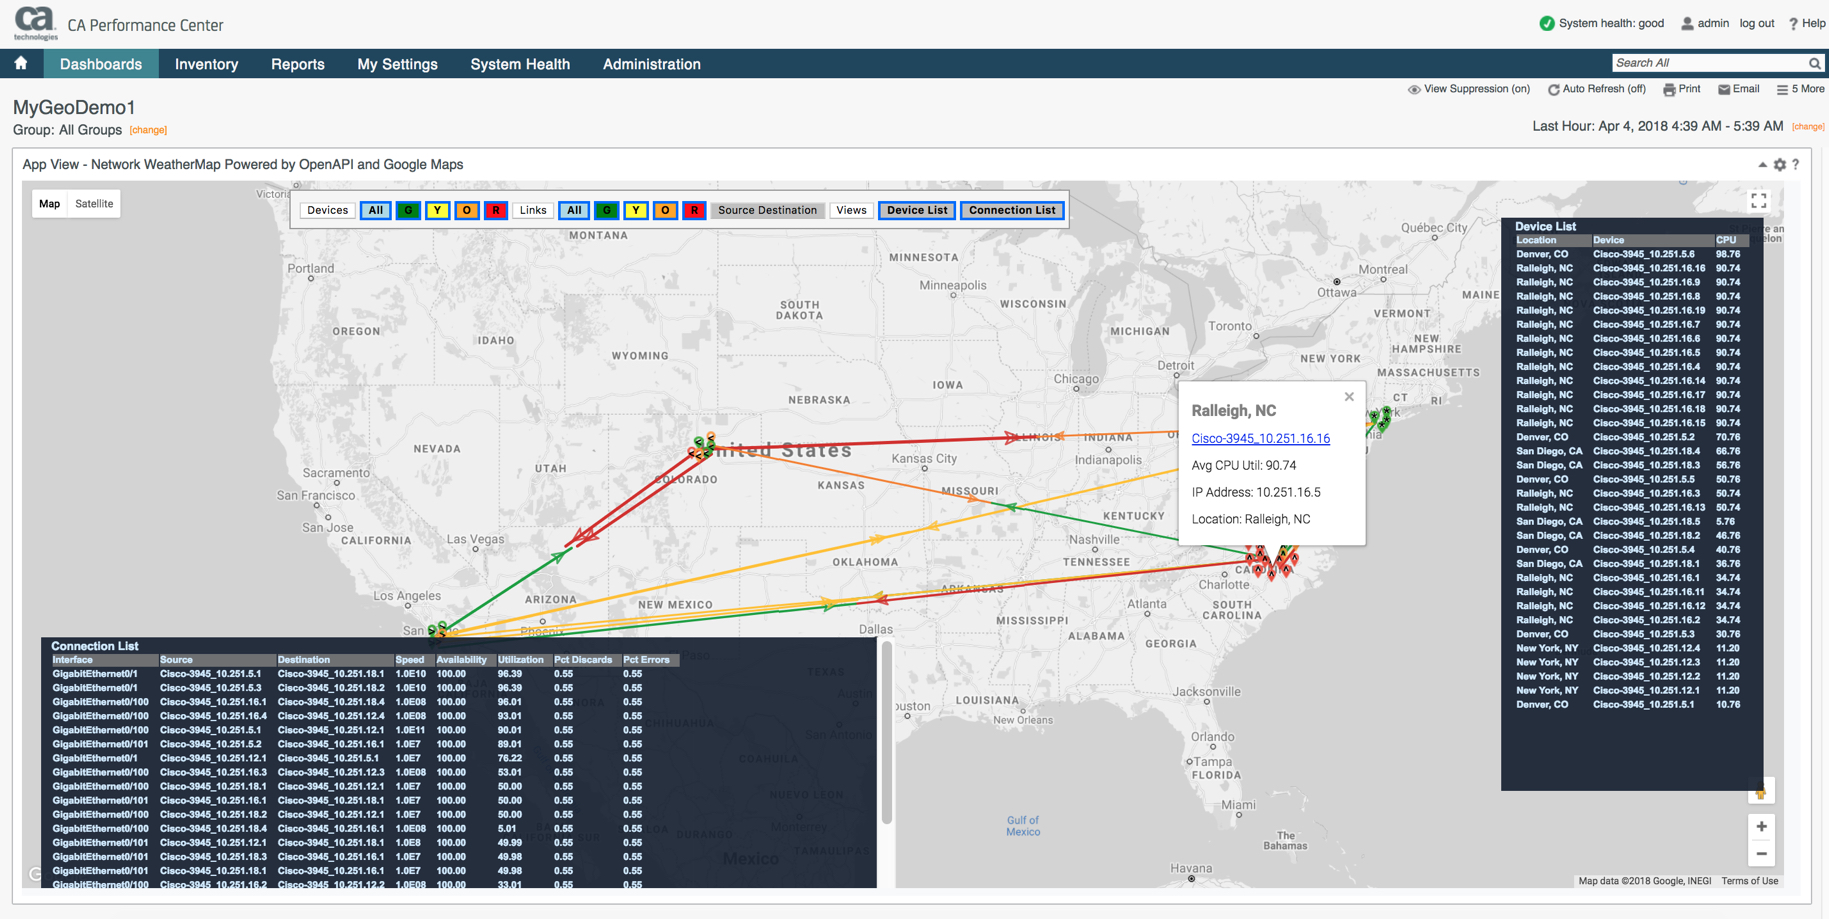 ca
technologies
CA Performance Center
System health: good admin log out ? Help
Dashboards Inventory Reports My Settings System Health Administration
Search All
View Suppression (on) Auto Refresh (off) Print Email 5 More
MyGeoDemo1
Group: All Groups [change]
Last Hour: Apr 4, 2018 4:39 AM - 5:39 AM [change]
App View - Network WeatherMap Powered by OpenAPI and Google Maps
?
Map Satellite
Devices All G Y O R Links All G Y O R Source Destination Views Device List Connection List
Victoria
MONTANA
Portland
MINNESOTA
Minneapolis
SOUTH
DAKOTA
WISCONSIN
OREGON
IDAHO
WYOMING
MICHIGAN
Québec City
Montreal
Ottawa
MAINE
VERMONT
Toronto
NEW
HAMPSHIRE
NEW YORK
MASSACHUSETTS
CT RI
Detroit
Chicago
IOWA
NEBRASKA
NEVADA
UTAH
COLORADO
United States
Kansas City
KANSAS
MISSOURI
ILLINOIS
INDIANA
Indianapolis
KENTUCKY
Sacramento
San Francisco
San Jose
CALIFORNIA
Las Vegas
Los Angeles
ARIZONA
Phoenix
NEW MEXICO
OKLAHOMA
ARKANSAS
Nashville
TENNESSEE
Charlotte
SOUTH
CAROLINA
Atlanta
MISSISSIPPI
ALABAMA
GEORGIA
Dallas
LOUISIANA
New Orleans
Jacksonville
Orlando
Tampa
FLORIDA
Miami
Gulf of
Mexico
The
Bahamas
Havana
Ralleigh, NC
Cisco-3945_10.251.16.16
Avg CPU Util: 90.74
IP Address: 10.251.16.5
Location: Ralleigh, NC
Device List
Location Device CPU
Denver, CO Cisco-3945_10.251.5.6 98.76
Ralleigh, NC Cisco-3945_10.251.16.16 90.74
Ralleigh, NC Cisco-3945_10.251.16.9 90.74
Ralleigh, NC Cisco-3945_10.251.16.8 90.74
Ralleigh, NC Cisco-3945_10.251.16.19 90.74
Ralleigh, NC Cisco-3945_10.251.16.7 90.74
Ralleigh, NC Cisco-3945_10.251.16.6 90.74
Ralleigh, NC Cisco-3945_10.251.16.5 90.74
Ralleigh, NC Cisco-3945_10.251.16.4 90.74
Ralleigh, NC Cisco-3945_10.251.16.14 90.74
Ralleigh, NC Cisco-3945_10.251.16.17 90.74
Ralleigh, NC Cisco-3945_10.251.16.18 90.74
Ralleigh, NC Cisco-3945_10.251.16.15 90.74
Denver, CO Cisco-3945_10.251.5.2 70.76
San Diego, CA Cisco-3945_10.251.18.4 66.76
San Diego, CA Cisco-3945_10.251.18.3 56.76
Denver, CO Cisco-3945_10.251.5.5 50.76
Ralleigh, NC Cisco-3945_10.251.16.3 50.74
Ralleigh, NC Cisco-3945_10.251.16.13 50.74
San Diego, CA Cisco-3945_10.251.18.5 5.76
San Diego, CA Cisco-3945_10.251.18.2 46.76
Denver, CO Cisco-3945_10.251.5.4 40.76
San Diego, CA Cisco-3945_10.251.18.1 36.76
Ralleigh, NC Cisco-3945_10.251.16.1 34.74
Ralleigh, NC Cisco-3945_10.251.16.11 34.74
Ralleigh, NC Cisco-3945_10.251.16.12 34.74
Ralleigh, NC Cisco-3945_10.251.16.2 34.74
Denver, CO Cisco-3945_10.251.5.3 30.76
New York, NY Cisco-3945_10.251.12.4 11.20
New York, NY Cisco-3945_10.251.12.3 11.20
New York, NY Cisco-3945_10.251.12.2 11.20
New York, NY Cisco-3945_10.251.12.1 11.20
Denver, CO Cisco-3945_10.251.5.1 10.76
Connection List
Interface Source Destination Speed Availability Utilization Pct Discards Pct Errors
GigabitEthernet0/1 Cisco-3945_10.251.5.1 Cisco-3945_10.251.18.1 1.0E10 100.00 96.39 0.55 0.55
GigabitEthernet0/1 Cisco-3945_10.251.5.3 Cisco-3945_10.251.18.2 1.0E10 100.00 96.39 0.55 0.55
GigabitEthernet0/100 Cisco-3945_10.251.16.1 Cisco-3945_10.251.18.4 1.0E08 100.00 96.01 0.55 0.55
GigabitEthernet0/100 Cisco-3945_10.251.16.4 Cisco-3945_10.251.12.4 1.0E08 100.00 93.01 0.55 0.55
GigabitEthernet0/100 Cisco-3945_10.251.5.1 Cisco-3945_10.251.12.1 1.0E11 100.00 90.01 0.55 0.55
GigabitEthernet0/101 Cisco-3945_10.251.5.2 Cisco-3945_10.251.16.1 1.0E7 100.00 89.01 0.55 0.55
GigabitEthernet0/1 Cisco-3945_10.251.12.1 Cisco-3945_10.251.5.1 1.0E7 100.00 76.22 0.55 0.55
GigabitEthernet0/100 Cisco-3945_10.251.16.3 Cisco-3945_10.251.12.3 1.0E08 100.00 53.01 0.55 0.55
GigabitEthernet0/100 Cisco-3945_10.251.18.1 Cisco-3945_10.251.12.1 1.0E7 100.00 50.00 0.55 0.55
GigabitEthernet0/101 Cisco-3945_10.251.16.1 Cisco-3945_10.251.18.1 1.0E7 100.00 50.00 0.55 0.55
GigabitEthernet0/100 Cisco-3945_10.251.18.2 Cisco-3945_10.251.12.1 1.0E7 100.00 50.00 0.55 0.55
GigabitEthernet0/100 Cisco-3945_10.251.18.4 Cisco-3945_10.251.16.1 1.0E08 100.00 5.01 0.55 0.55
GigabitEthernet0/101 Cisco-3945_10.251.12.1 Cisco-3945_10.251.18.1 1.0E8 100.00 49.99 0.55 0.55
GigabitEthernet0/101 Cisco-3945_10.251.18.3 Cisco-3945_10.251.16.1 1.0E7 100.00 49.98 0.55 0.55
GigabitEthernet0/101 Cisco-3945_10.251.18.1 Cisco-3945_10.251.16.1 1.0E7 100.00 49.98 0.55 0.55
GigabitEthernet0/100 Cisco-3945_10.251.16.2 Cisco-3945_10.251.12.2 1.0E08 100.00 33.01 0.55 0.55
Map data ©2018 Google, INEGI Terms of Use